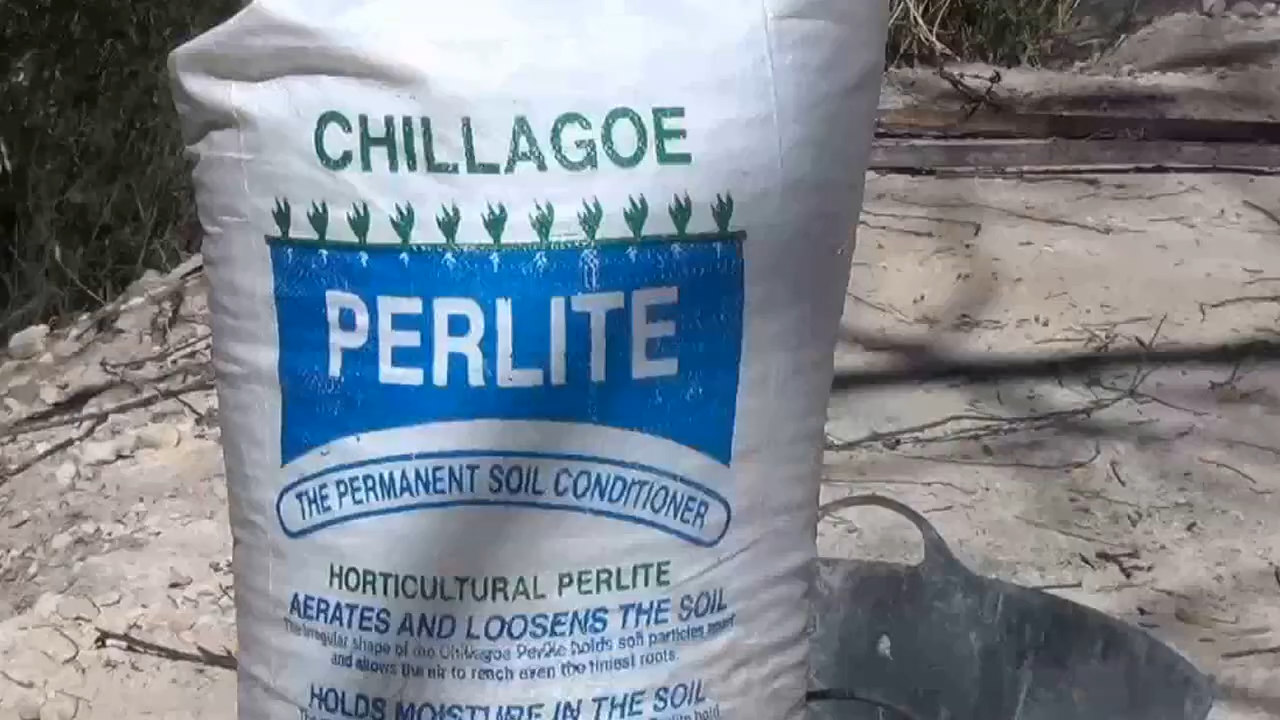 CHILLAGOE
PERLITE
THE PERMANENT SOIL CONDITIONER
HORTICULTURAL PERLITE
AERATES AND LOOSENS THE SOIL
The irregular shape of the Chillagoe Perlite holds soil particles apart
and allows the air to reach even the tiniest roots.
HOLDS MOISTURE IN THE SOIL